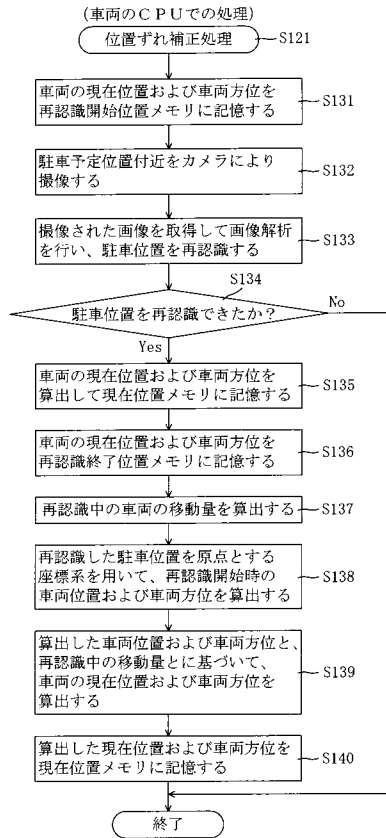 (車両のCPUでの処理)
位置ずれ補正処理
S121
車両の現在位置および車両方位を
再認識開始位置メモリに記憶する
S131
駐車予定位置付近をカメラにより
撮像する
S132
撮像された画像を取得して画像解析
を行い、駐車位置を再認識する
S133
S134
駐車位置を再認識できたか?
No
Yes
車両の現在位置および車両方位を
算出して現在位置メモリに記憶する
S135
車両の現在位置および車両方位を
再認識終了位置メモリに記憶する
S136
再認識中の車両の移動量を算出する
S137
再認識した駐車位置を原点とする
座標系を用いて、再認識開始時の
車両位置および車両方位を算出する
S138
算出した車両位置および車両方位と、
再認識中の移動量とに基づいて、
車両の現在位置および車両方位を
算出する
S139
算出した現在位置および車両方位を
現在位置メモリに記憶する
S140
終了